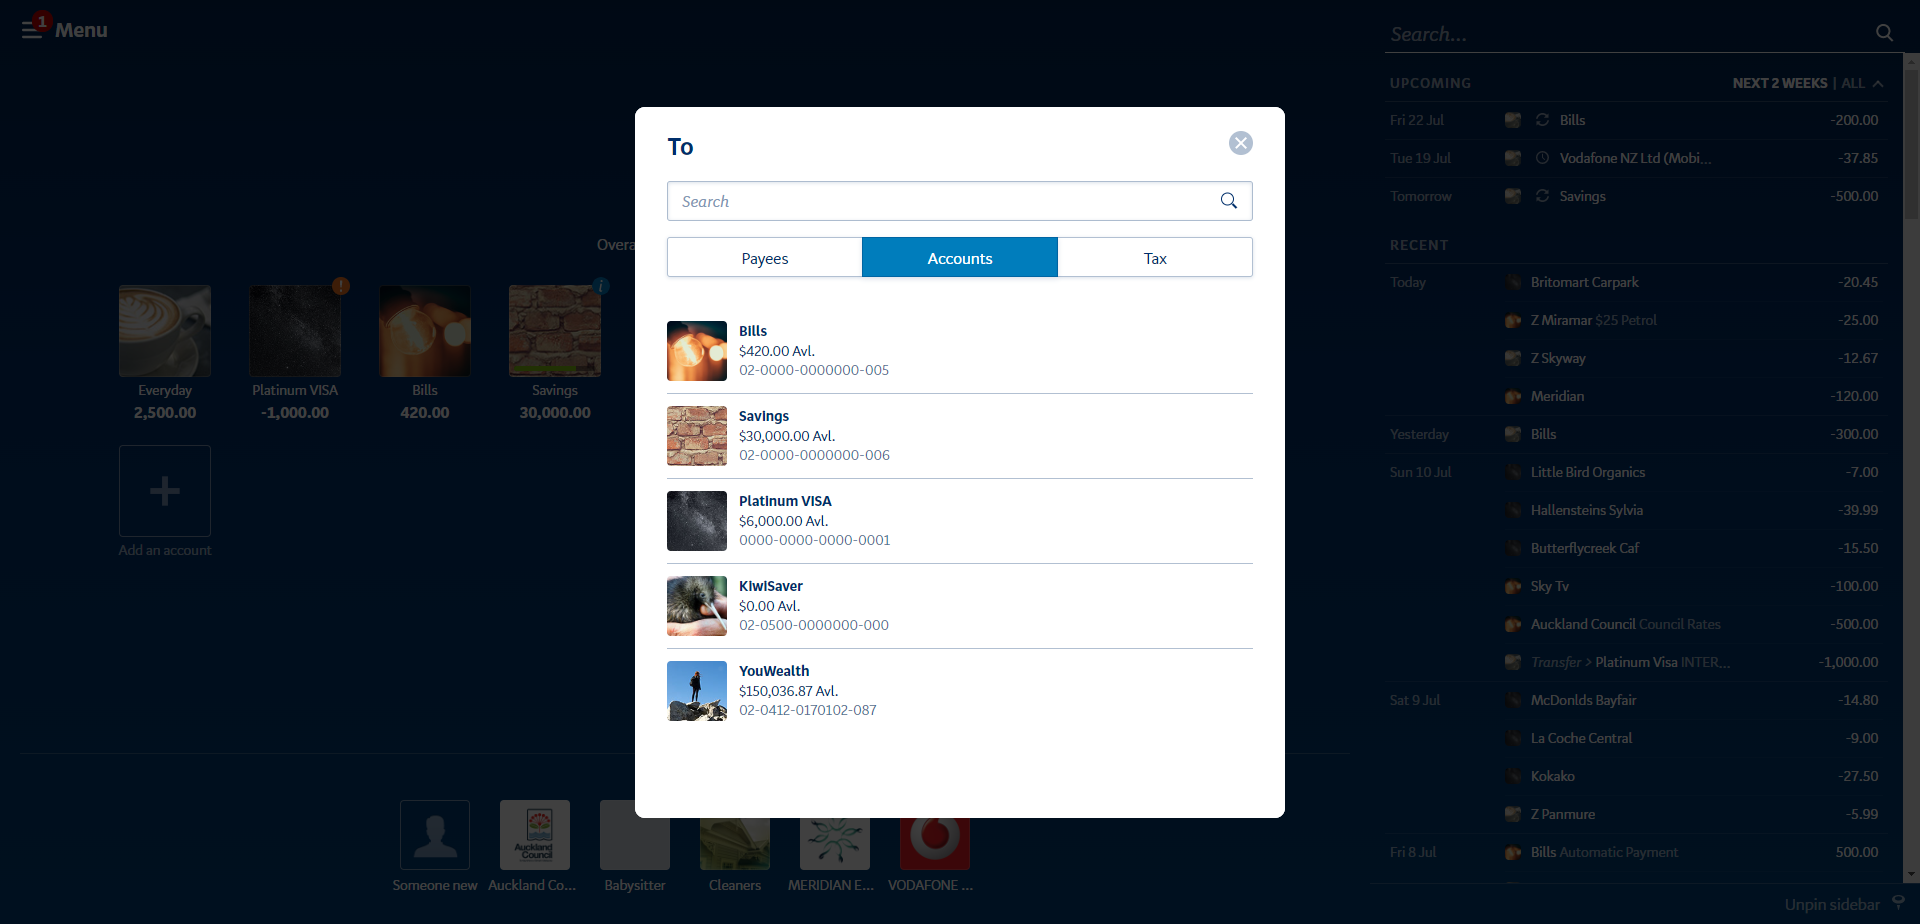 1
Menu
Search...
UPCOMING
NEXT 2 WEEKS | ALL
Fri 22 Jul Bills -200.00
Tue 19 Jul Vodafone NZ Ltd (Mobi... -37.85
Tomorrow Savings -500.00
RECENT
Today Britomart Carpark -20.45
Z Miramar $25 Petrol -25.00
Z Skyway -12.67
Meridian -120.00
Yesterday Bills -300.00
Sun 10 Jul Little Bird Organics -7.00
Hallensteins Sylvia -39.99
Butterflycreek Caf -15.50
Sky Tv -100.00
Auckland Council Council Rates -500.00
Transfer > Platinum Visa INTER... -1,000.00
Sat 9 Jul McDonlds Bayfair -14.80
La Coche Central -9.00
Kokako -27.50
Z Panmure -5.99
Fri 8 Jul Bills Automatic Payment 500.00
Unpin sidebar
To
Search
Payees
Accounts
Tax
Bills
$420.00 Avl.
02-0000-0000000-005
Savings
$30,000.00 Avl.
02-0000-0000000-006
Platinum VISA
$6,000.00 Avl.
0000-0000-0000-0001
KiwiSaver
$0.00 Avl.
02-0500-0000000-000
YouWealth
$150,036.87 Avl.
02-0412-0170102-087
Overa
Everyday
2,500.00
!
Platinum VISA
-1,000.00
Bills
420.00
i
Savings
30,000.00
Add an account
Someone new
Auckland
Council
Auckland Co...
Babysitter
Cleaners
MERIDIAN E...
VODAFONE ...